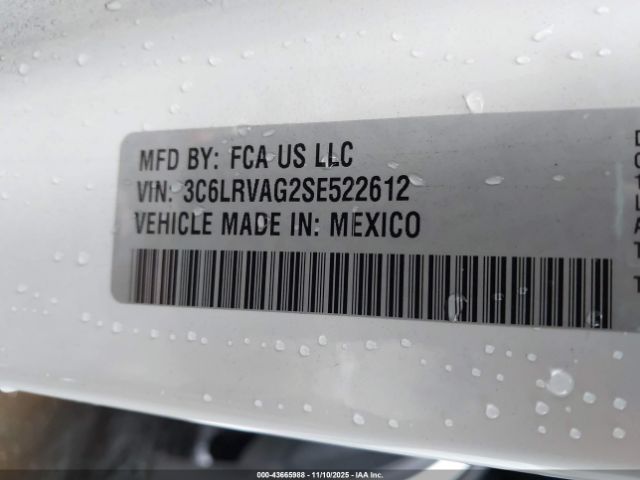 MFD BY: FCA US LLC
VIN: 3C6LRVAG2SE522612
VEHICLE MADE IN: MEXICO
000-43665988 - 11/10/2025 - IAA Inc.